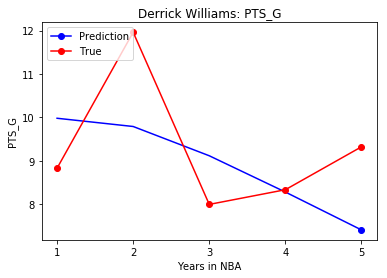 Derrick Williams: PTS_G
Prediction
True
12
11
10
9
8
PTS_G
1 2 3 4 5
Years in NBA